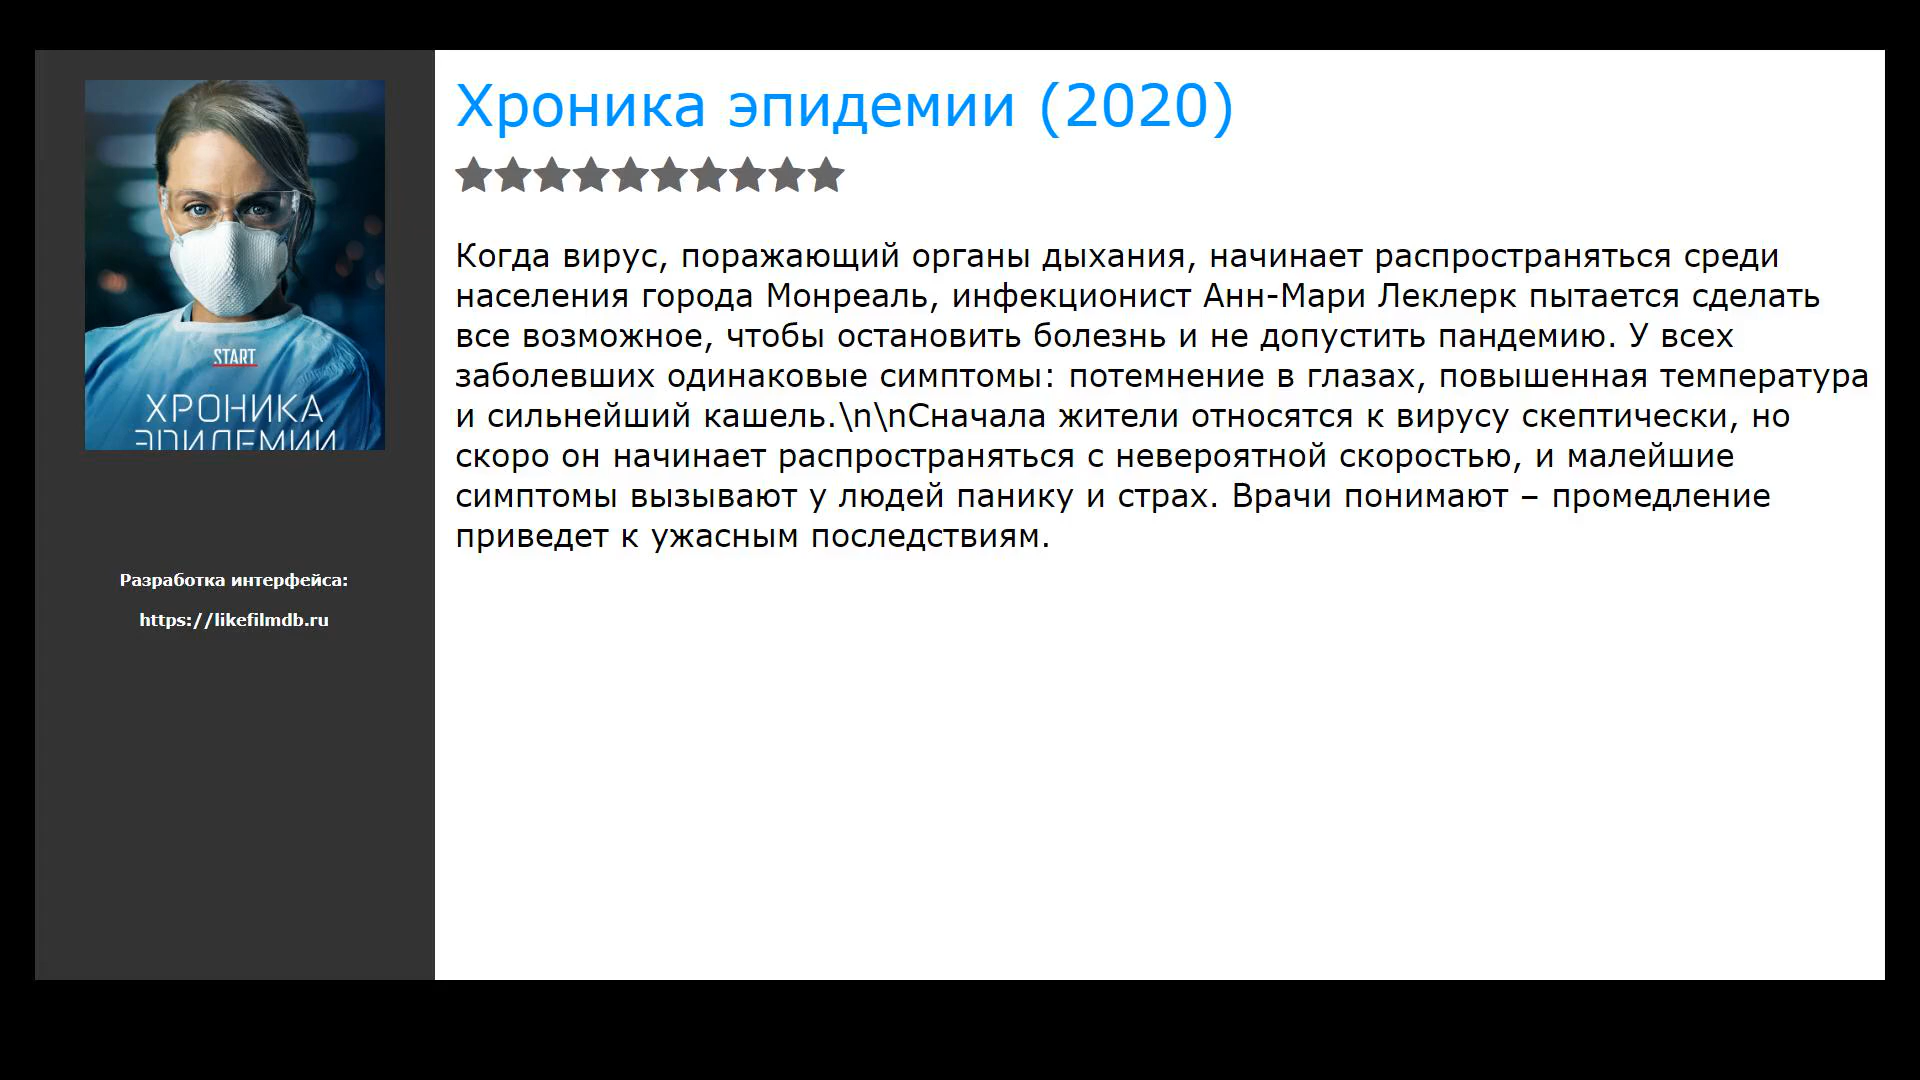 START
ХРОНИКА
ЭПИДЕМИИ
Разработка интерфейса:
https://likefilmdb.ru
Хроника эпидемии (2020)
Когда вирус, поражающий органы дыхания, начинает распространяться среди
населения города Монреаль, инфекционист Анн-Мари Леклерк пытается сделать
все возможное, чтобы остановить болезнь и не допустить пандемию. У всех
заболевших одинаковые симптомы: потемнение в глазах, повышенная температура
и сильнейший кашель.\n\nСначала жители относятся к вирусу скептически, но
скоро он начинает распространяться с невероятной скоростью, и малейшие
симптомы вызывают у людей панику и страх. Врачи понимают – промедление
приведет к ужасным последствиям.